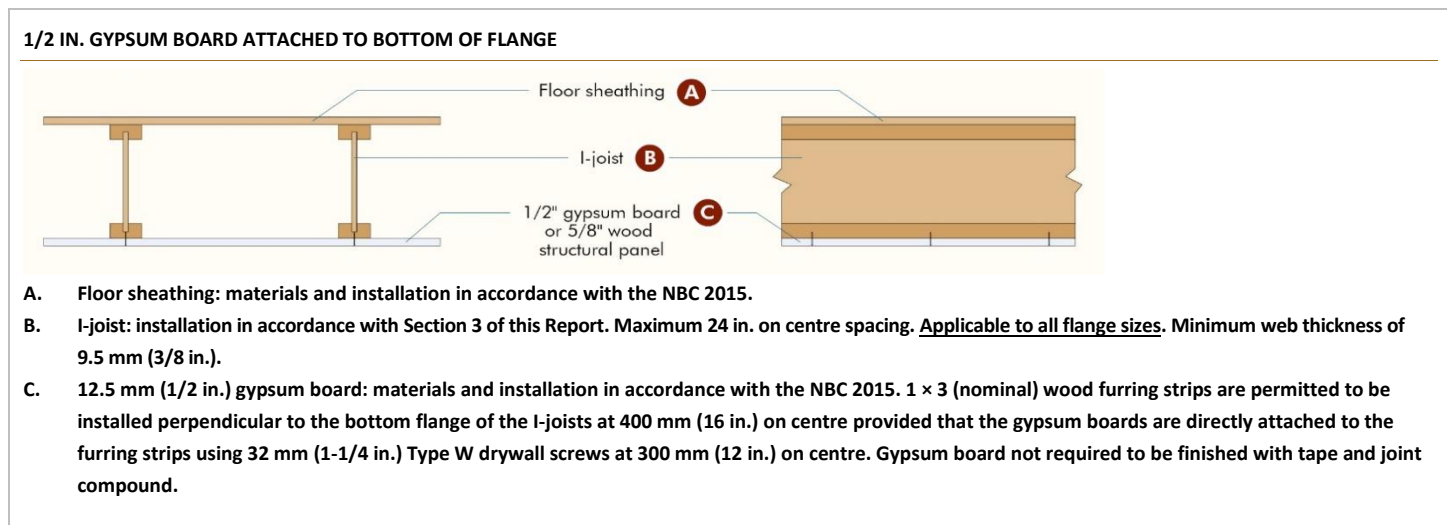 1/2 IN. GYPSUM BOARD ATTACHED TO BOTTOM OF FLANGE
Floor sheathing A
I-joist B
1/2" gypsum board C
or 5/8" wood
structural panel
A. Floor sheathing: materials and installation in accordance with the NBC 2015.
B. I-joist: installation in accordance with Section 3 of this Report. Maximum 24 in. on centre spacing. Applicable to all flange sizes. Minimum web thickness of
9.5 mm (3/8 in.).
C. 12.5 mm (1/2 in.) gypsum board: materials and installation in accordance with the NBC 2015. 1 × 3 (nominal) wood furring strips are permitted to be
installed perpendicular to the bottom flange of the I-joists at 400 mm (16 in.) on centre provided that the gypsum boards are directly attached to the
furring strips using 32 mm (1-1/4 in.) Type W drywall screws at 300 mm (12 in.) on centre. Gypsum board not required to be finished with tape and joint
compound.